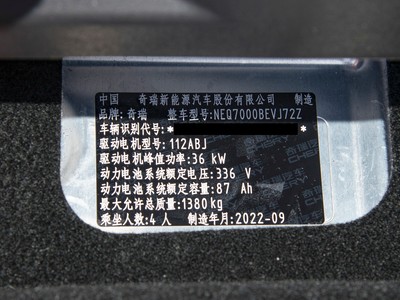 中国 奇瑞新能源汽车股份有限公司 制造
品牌: 奇瑞 整车型号:NEQ7000BEVJ72Z
车辆识别代号:* *
驱动电机型号:112ABJ
驱动电机峰值功率:36 kW
动力电池系统额定电压:336 V
动力电池系统额定容量:87 Ah
最大允许总质量:1380kg
乘坐人数:4人 制造年月:2022-09